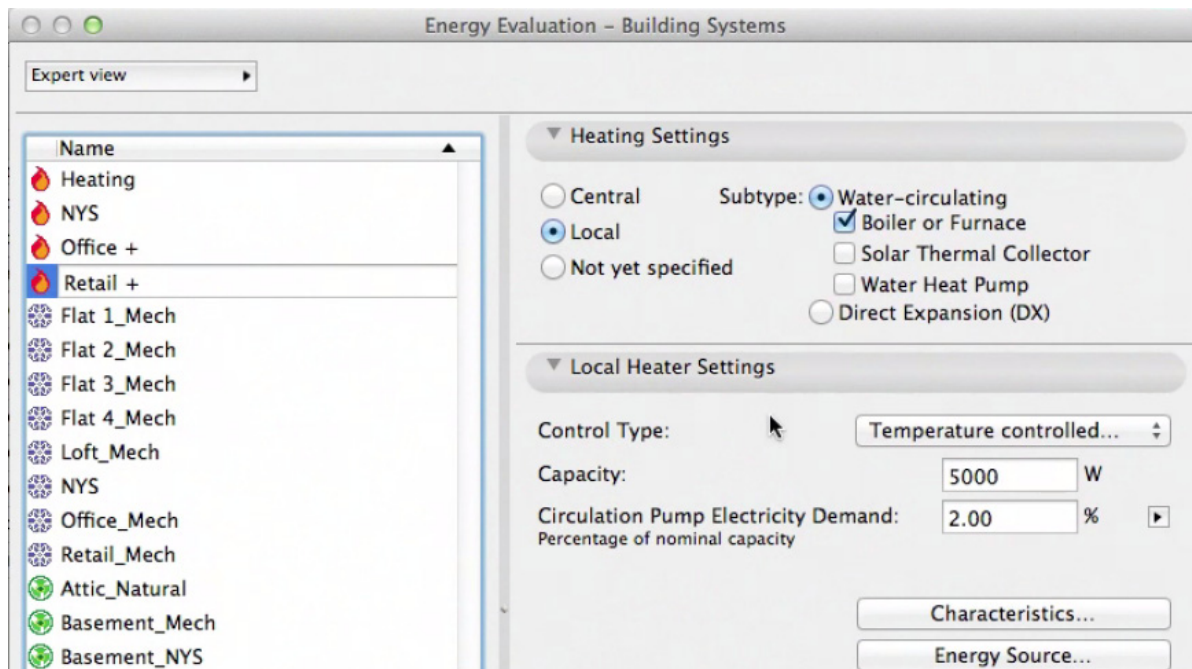 Energy Evaluation – Building Systems
Expert view
Name
Heating
NYS
Office +
Retail +
Flat 1_Mech
Flat 2_Mech
Flat 3_Mech
Flat 4_Mech
Loft_Mech
NYS
Office_Mech
Retail_Mech
Attic_Natural
Basement_Mech
Basement_NYS
Heating Settings
Central
Local
Not yet specified
Subtype: Water-circulating
Boiler or Furnace
Solar Thermal Collector
Water Heat Pump
Direct Expansion (DX)
Local Heater Settings
Control Type: Temperature controlled...
Capacity: 5000 W
Circulation Pump Electricity Demand: 2.00 %
Percentage of nominal capacity
Characteristics...
Energy Source...